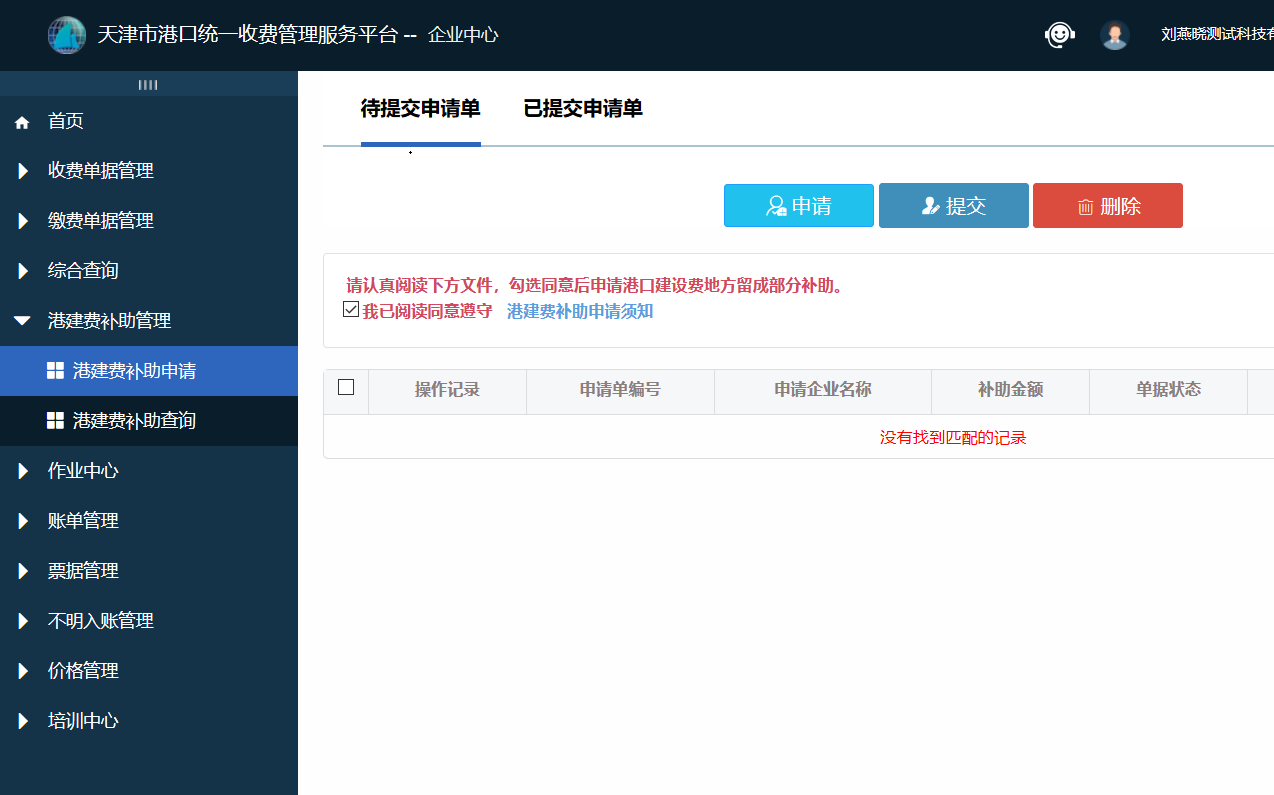 天津市港口统一收费管理服务平台 -- 企业中心
刘燕晓测试科技有
首页
收费单据管理
缴费单据管理
综合查询
港建费补助管理
港建费补助申请
港建费补助查询
作业中心
账单管理
票据管理
不明入账管理
价格管理
培训中心
待提交申请单 已提交申请单
申请 提交 删除
请认真阅读下方文件，勾选同意后申请港口建设费地方留成部分补助。
我已阅读同意遵守 港建费补助申请须知
操作记录 申请单编号 申请企业名称 补助金额 单据状态
没有找到匹配的记录